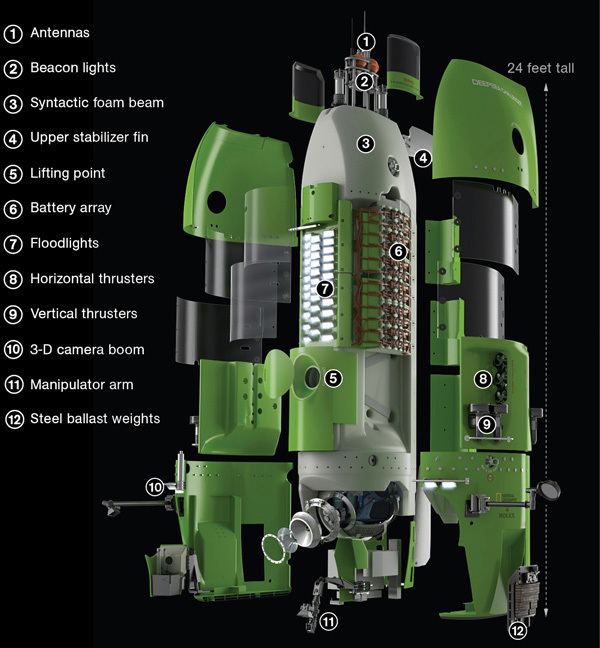 1 Antennas
2 Beacon lights
3 Syntactic foam beam
4 Upper stabilizer fin
5 Lifting point
6 Battery array
7 Floodlights
8 Horizontal thrusters
9 Vertical thrusters
10 3-D camera boom
11 Manipulator arm
12 Steel ballast weights
1
2
24 feet tall
DEEPSEA CHALLENGER
3
4
6
7
5
8
9
10
ROLEX
11
12